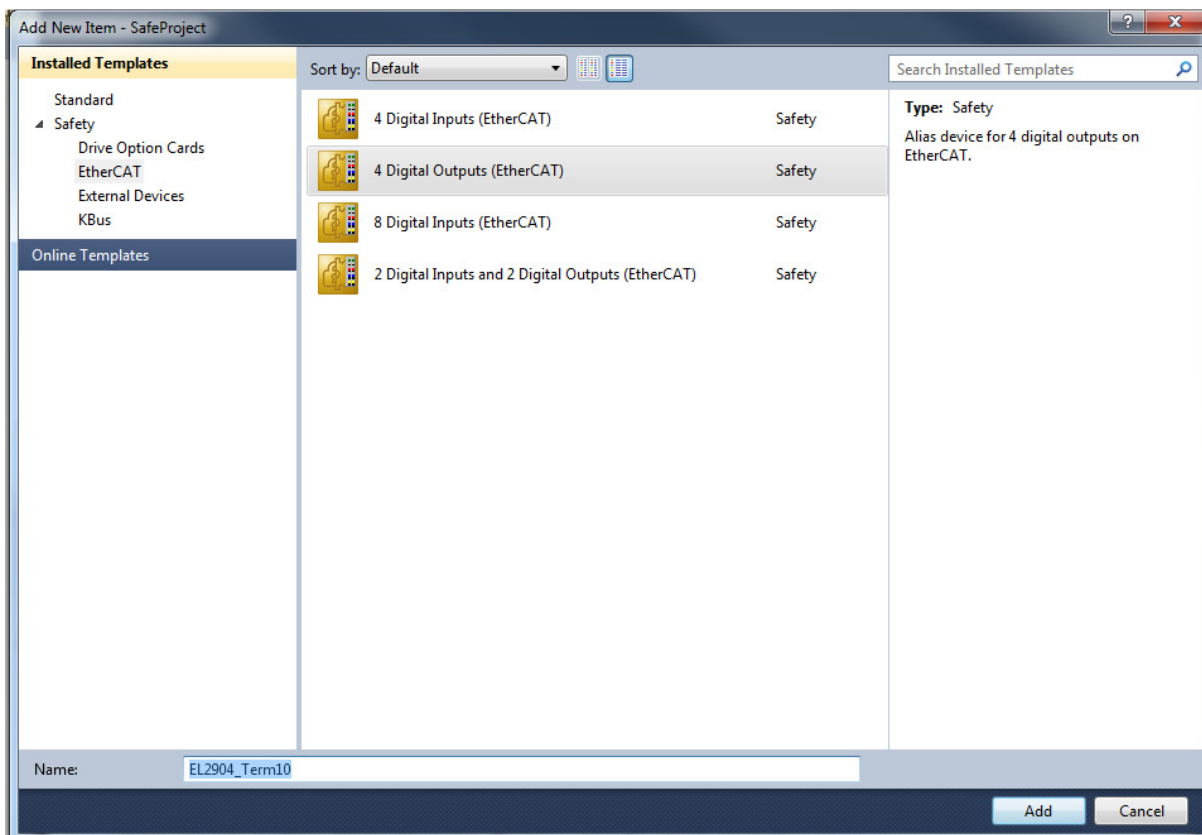 Add New Item - SafeProject
Installed Templates
Standard
Safety
Drive Option Cards
EtherCAT
External Devices
KBus
Online Templates
Sort by: Default
4 Digital Inputs (EtherCAT) Safety
4 Digital Outputs (EtherCAT) Safety
8 Digital Inputs (EtherCAT) Safety
2 Digital Inputs and 2 Digital Outputs (EtherCAT) Safety
Search Installed Templates
Type: Safety
Alias device for 4 digital outputs on
EtherCAT.
Name: EL2904_Term10
Add Cancel